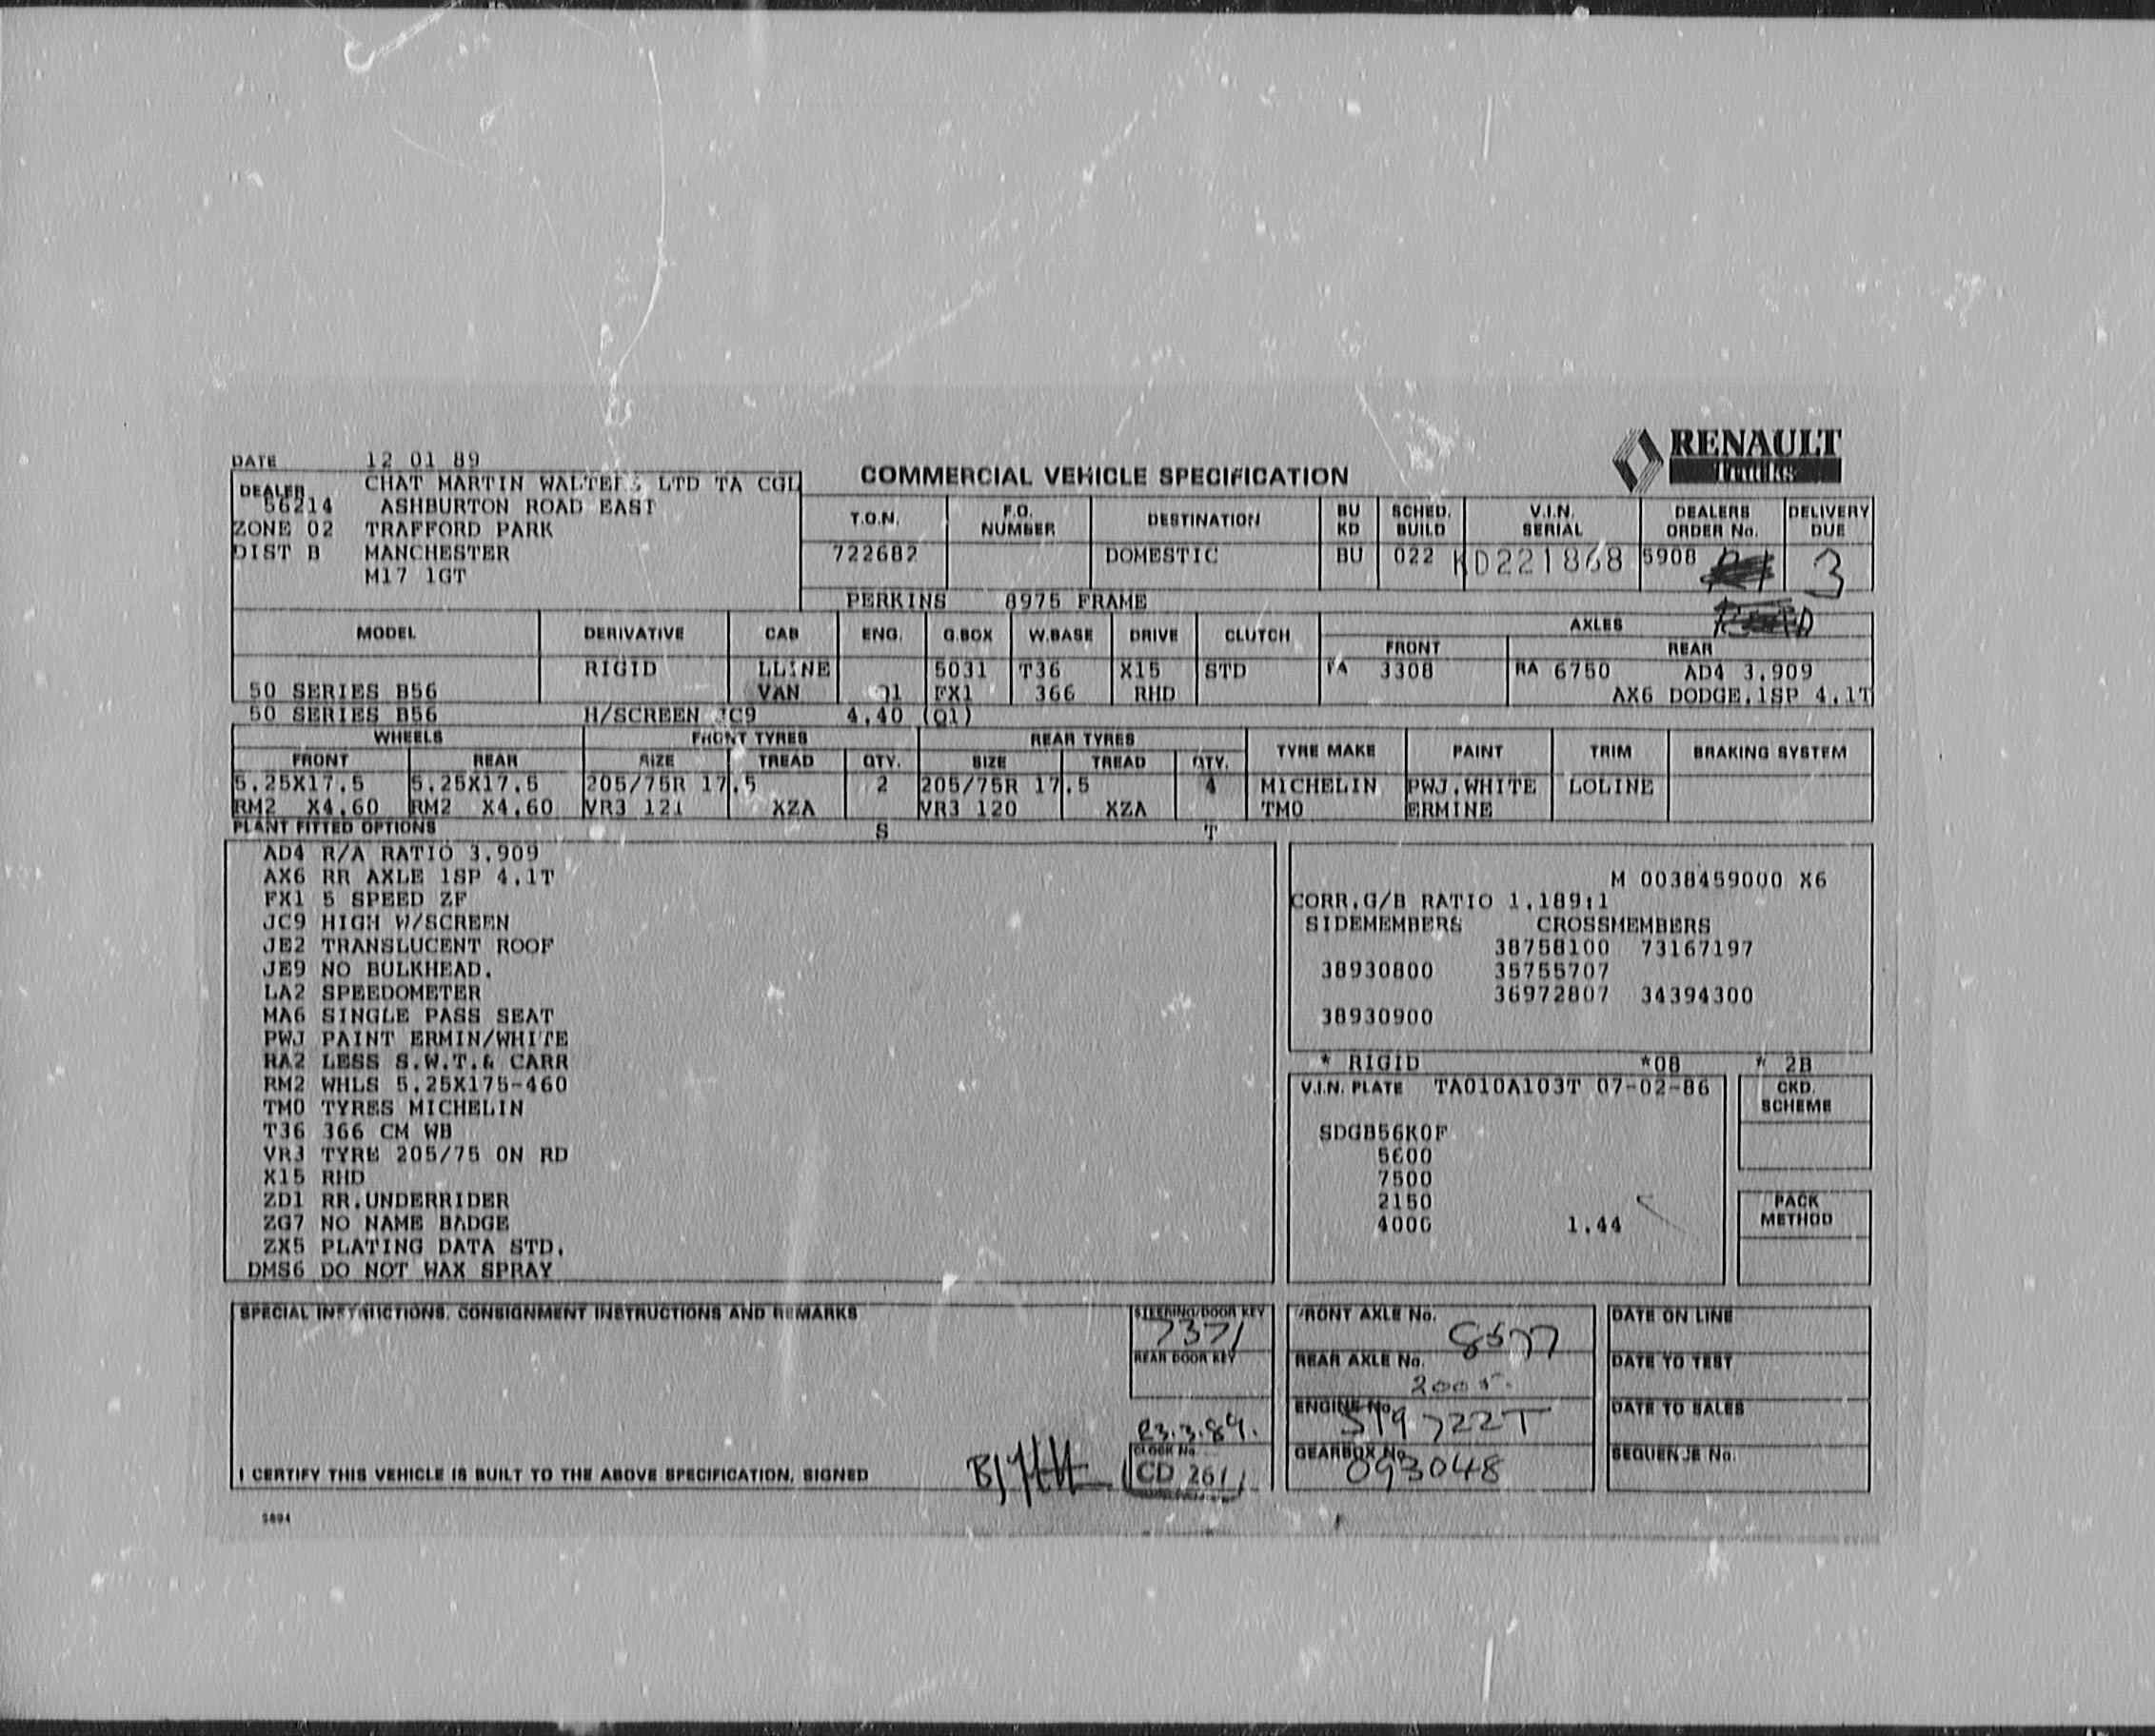 RENAULT
Trucks
DATE 12 01 89
COMMERCIAL VEHICLE SPECIFICATION
DEALER CHAT MARTIN WALTERS LTD TA CGL
56214 ASHBURTON ROAD EAST
ZONE 02 TRAFFORD PARK
DIST B MANCHESTER
M17 1GT
T.O.N. P.O. NUMBER DESTINATION BU KD SCHED. BUILD V.I.N. SERIAL DEALERS ORDER No. DELIVERY DUE
722682 DOMESTIC BU 022 KD221868 5908 3
PERKINS 8975 FRAME
MODEL DERIVATIVE CAB ENG. G.BOX W.BASE DRIVE CLUTCH AXLES
FRONT REAR
RIGID LLINE 5031 T36 X15 STD FA 3308 RA 6750 AD4 3.909
50 SERIES B56 VAN Q1 FX1 366 RHD AX6 DODGE.1SP 4.1T
50 SERIES B56 H/SCREEN JC9 4.40 (Q1)
WHEELS FRONT TYRES REAR TYRES TYRE MAKE PAINT TRIM BRAKING SYSTEM
FRONT REAR SIZE TREAD QTY. SIZE TREAD QTY.
5.25X17.5 5.25X17.5 205/75R 17.5 2 205/75R 17.5 4 MICHELIN PWJ.WHITE LOLINE
RM2 X4.60 RM2 X4.60 VR3 121 XZA VR3 120 XZA TM0 ERMINE
PLANT FITTED OPTIONS S T
AD4 R/A RATIO 3.909
AX6 RR AXLE 1SP 4.1T
FX1 5 SPEED ZF
JC9 HIGH W/SCREEN
JE2 TRANSLUCENT ROOF
JE9 NO BULKHEAD.
LA2 SPEEDOMETER
MA6 SINGLE PASS SEAT
PWJ PAINT ERMIN/WHITE
RA2 LESS S.W.T.& CARR
RM2 WHLS 5.25X175-460
TM0 TYRES MICHELIN
T36 366 CM WB
VR3 TYRE 205/75 ON RD
X15 RHD
ZD1 RR.UNDERRIDER
ZG7 NO NAME BADGE
ZX5 PLATING DATA STD.
DMS6 DO NOT WAX SPRAY
M 0038459000 X6
CORR.G/B RATIO 1.189:1
SIDEMEMBERS CROSSMEMBERS
38758100 73167197
38930800 35755707
36972807 34394300
38930900
* RIGID *0B * 2B
V.I.N. PLATE TA010A103T 07-02-86
SDGB56K0F
5600
7500
2150
4000 1.44
CKD. SCHEME
PACK METHOD
SPECIAL INSTRUCTIONS, CONSIGNMENT INSTRUCTIONS AND REMARKS
STEERING/DOOR KEY
7371
REAR DOOR KEY
23.3.89.
CLOCK No.
CD 261
I CERTIFY THIS VEHICLE IS BUILT TO THE ABOVE SPECIFICATION, SIGNED
FRONT AXLE No. 8577
REAR AXLE No. 2005.
ENGINE No. 519722T
GEARBOX No. 093048
DATE ON LINE
DATE TO TEST
DATE TO SALES
SEQUENCE No.
5894